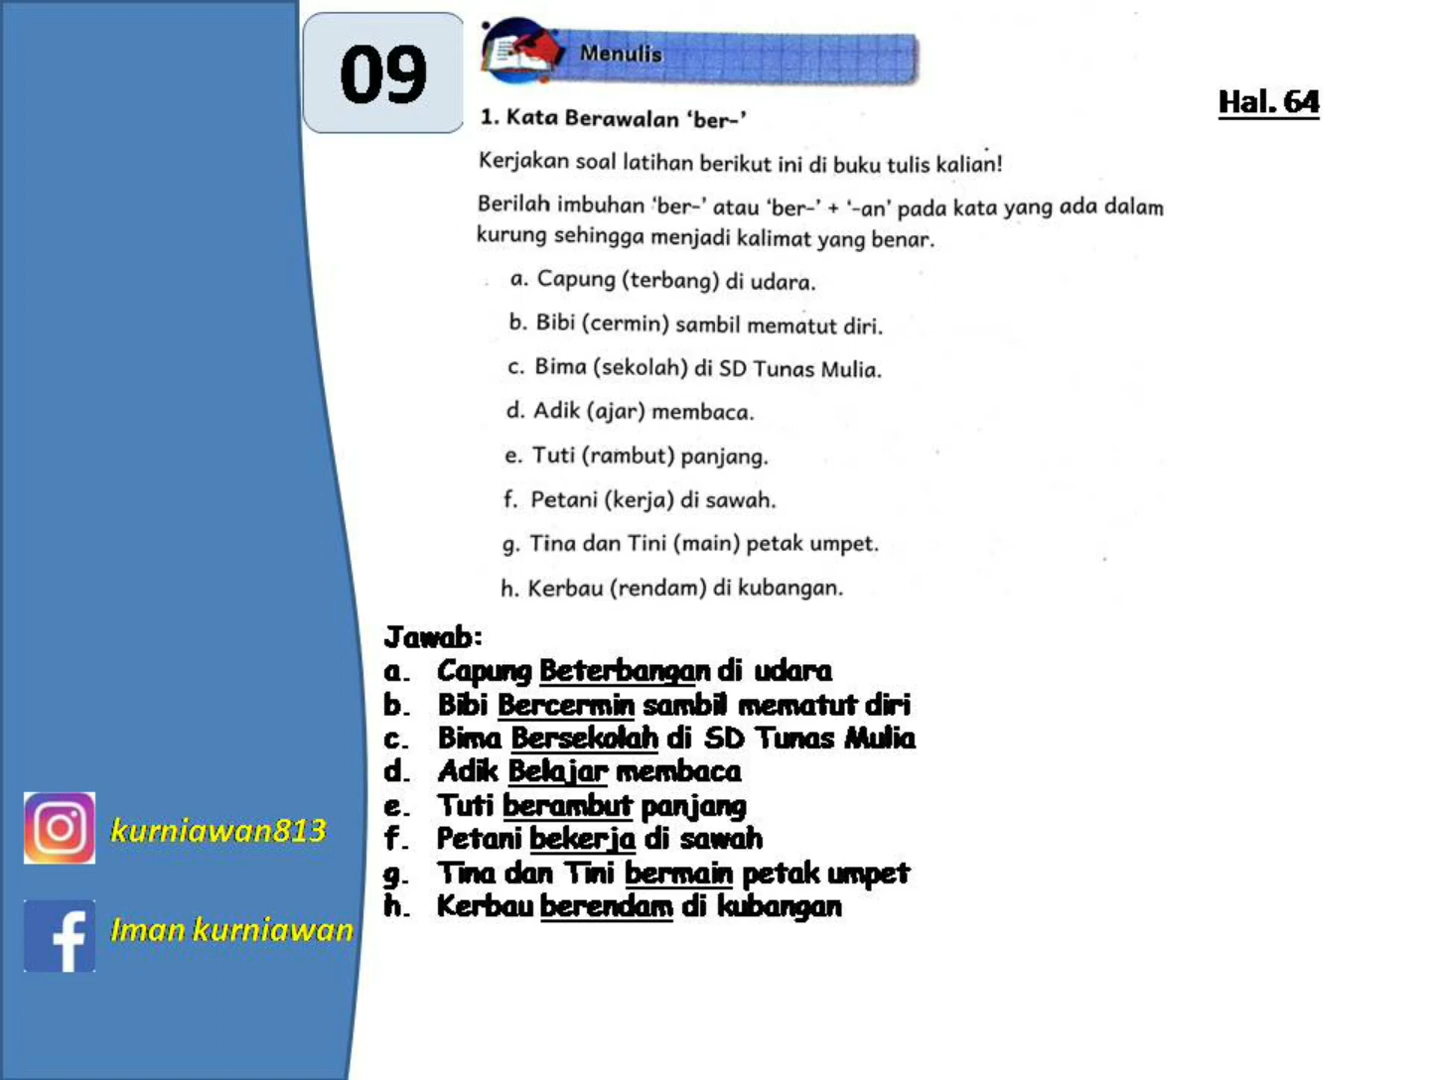 09
Menulis
Hal. 64
1. Kata Berawalan ‘ber-’
Kerjakan soal latihan berikut ini di buku tulis kalian!
Berilah imbuhan ‘ber-’ atau ‘ber-’ + ‘-an’ pada kata yang ada dalam
kurung sehingga menjadi kalimat yang benar.
a. Capung (terbang) di udara.
b. Bibi (cermin) sambil mematut diri.
c. Bima (sekolah) di SD Tunas Mulia.
d. Adik (ajar) membaca.
e. Tuti (rambut) panjang.
f. Petani (kerja) di sawah.
g. Tina dan Tini (main) petak umpet.
h. Kerbau (rendam) di kubangan.
Jawab:
a. Capung Beterbangan di udara
b. Bibi Bercermin sambil mematut diri
c. Bima Bersekolah di SD Tunas Mulia
d. Adik Belajar membaca
e. Tuti berambut panjang
f. Petani bekerja di sawah
g. Tina dan Tini bermain petak umpet
h. Kerbau berendam di kubangan
kurniawan813
Iman kurniawan